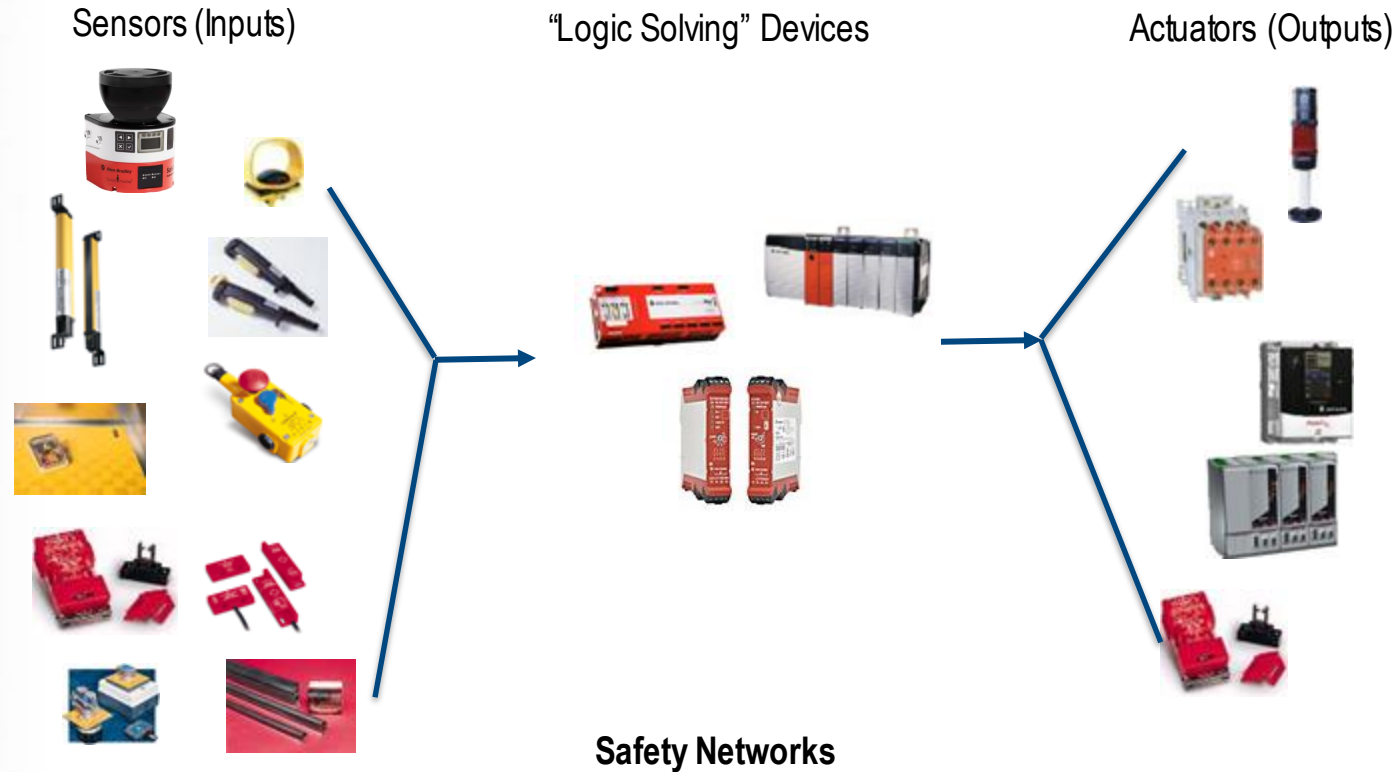 Sensors (Inputs)
“Logic Solving” Devices
Actuators (Outputs)
Safety Networks